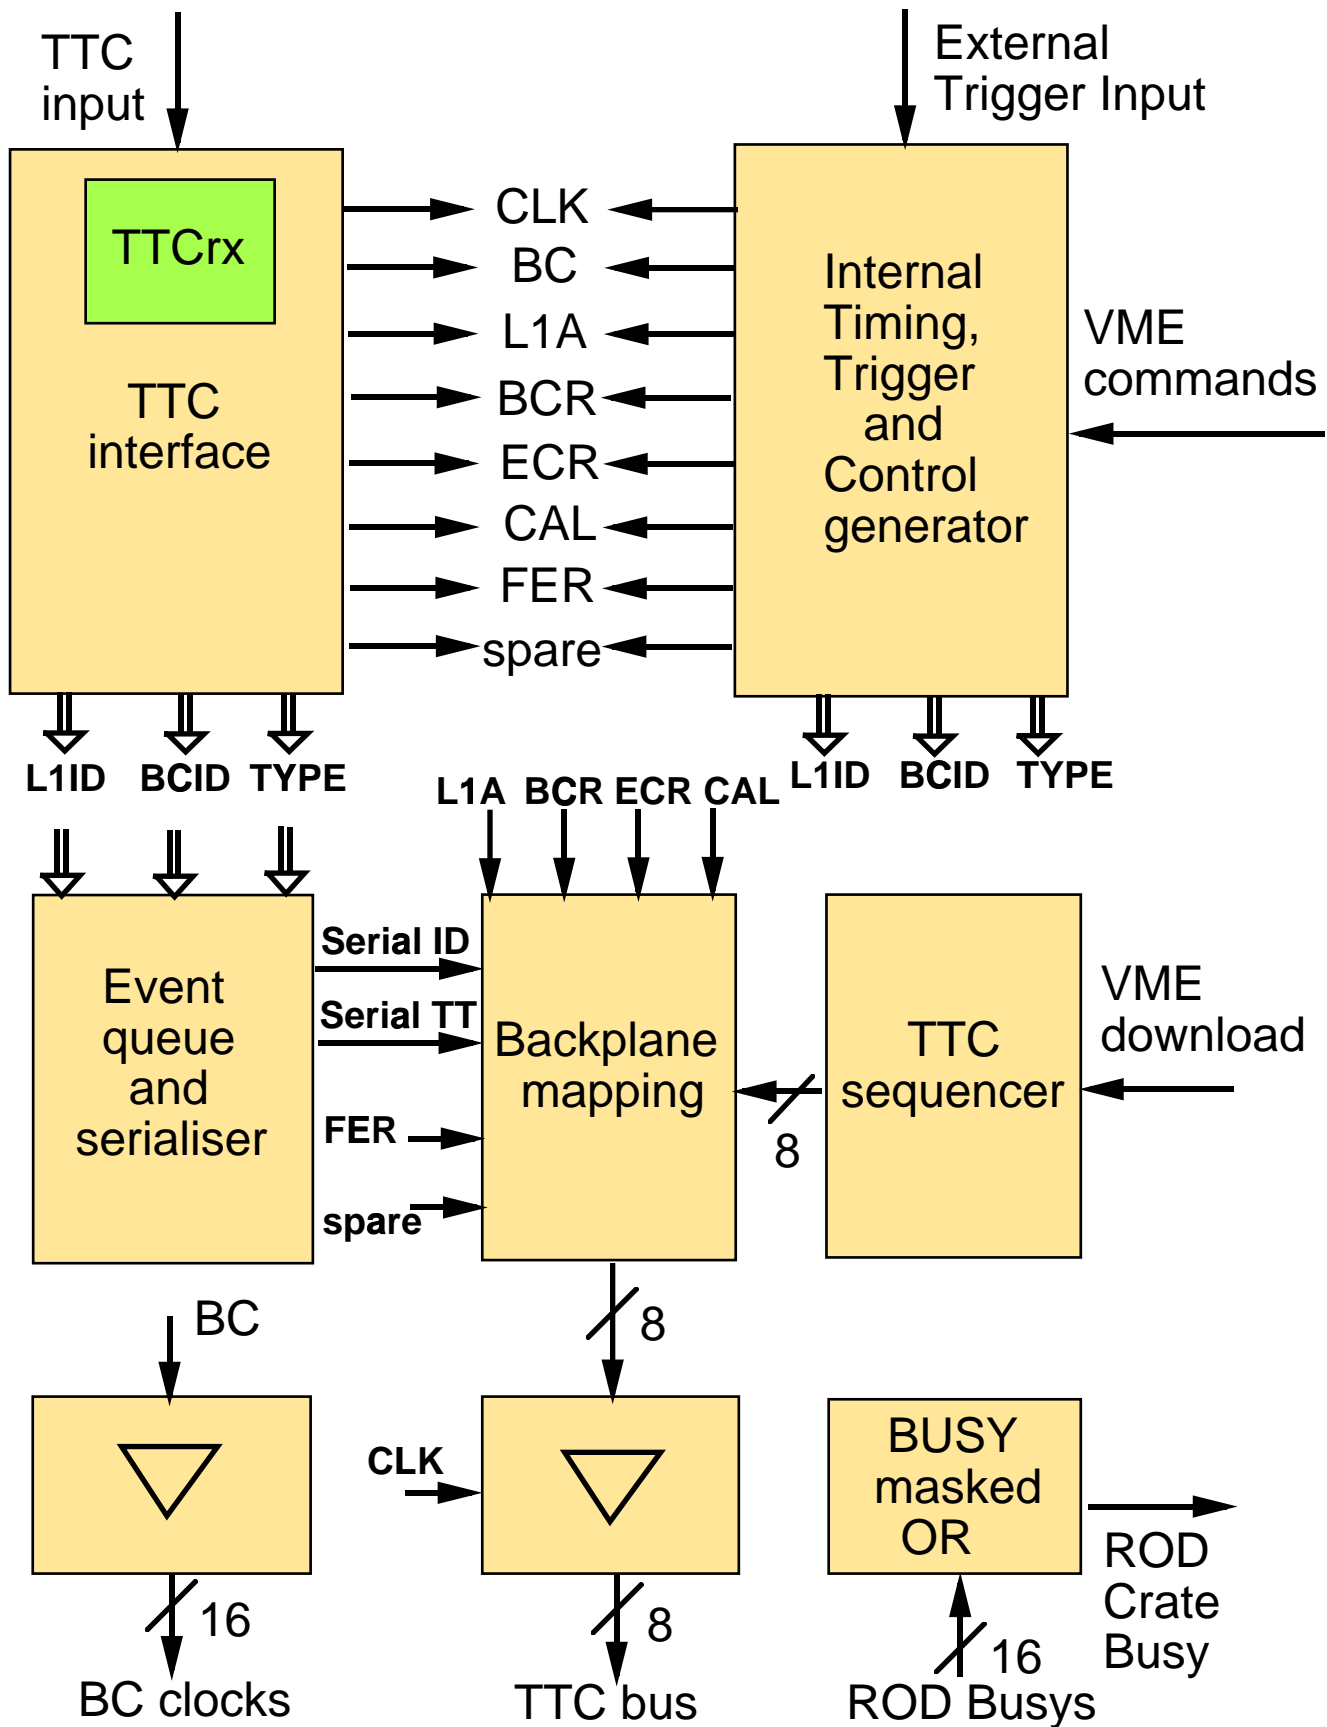 TTC
input
External
Trigger Input
TTCrx
TTC
interface
CLK
BC
L1A
BCR
ECR
CAL
FER
spare
Internal
Timing,
Trigger
and
Control
generator
VME
commands
L1ID BCID TYPE
L1ID BCID TYPE
L1A BCR ECR CAL
Event
queue
and
serialiser
Serial ID
Serial TT
FER
spare
Backplane
mapping
8
TTC
sequencer
VME
download
BC
8
CLK
BUSY
masked
OR
ROD
Crate
Busy
16
8
16
BC clocks
TTC bus
ROD Busys